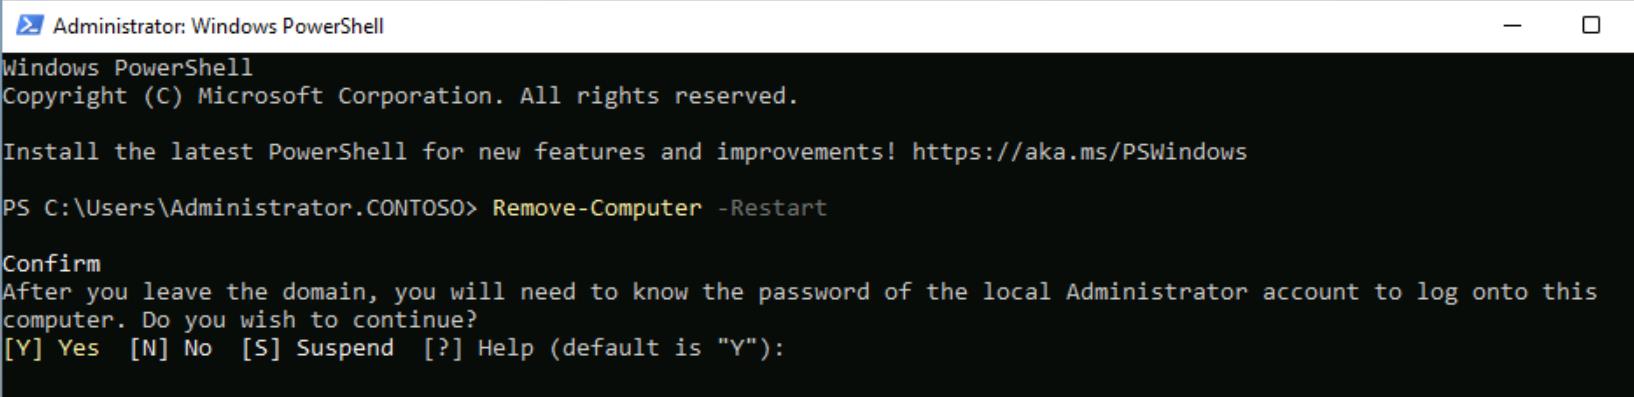 Administrator: Windows PowerShell
Windows PowerShell
Copyright (C) Microsoft Corporation. All rights reserved.
Install the latest PowerShell for new features and improvements! https://aka.ms/PSWindows
PS C:\Users\Administrator.CONTOSO> Remove-Computer -Restart
Confirm
After you leave the domain, you will need to know the password of the local Administrator account to log onto this
computer. Do you wish to continue?
[Y] Yes  [N] No  [S] Suspend  [?] Help (default is "Y"):